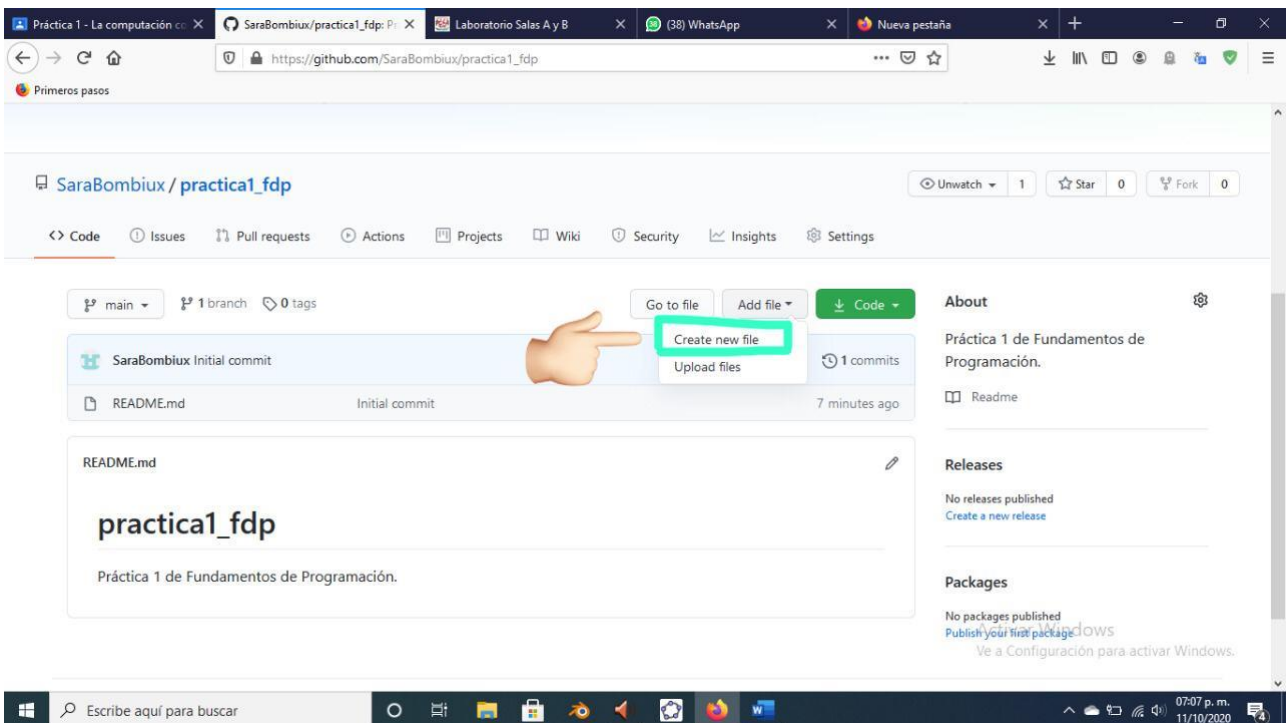 Práctica 1 - La computación co
SaraBombiux/practica1_fdp: Pr
Laboratorio Salas A y B
(38) WhatsApp
Nueva pestaña
https://github.com/SaraBombiux/practica1_fdp
Primeros pasos
SaraBombiux / practica1_fdp
Unwatch 1 Star 0 Fork 0
Code Issues Pull requests Actions Projects Wiki Security Insights Settings
main 1 branch 0 tags Go to file Add file Code
Create new file
Upload files
SaraBombiux Initial commit 1 commits
README.md Initial commit 7 minutes ago
README.md
practica1_fdp
Práctica 1 de Fundamentos de Programación.
About
Práctica 1 de Fundamentos de
Programación.
Readme
Releases
No releases published
Create a new release
Packages
No packages published
Publish your first package
Activar Windows
Ve a Configuración para activar Windows.
Escribe aquí para buscar
07:07 p. m.
11/10/2020